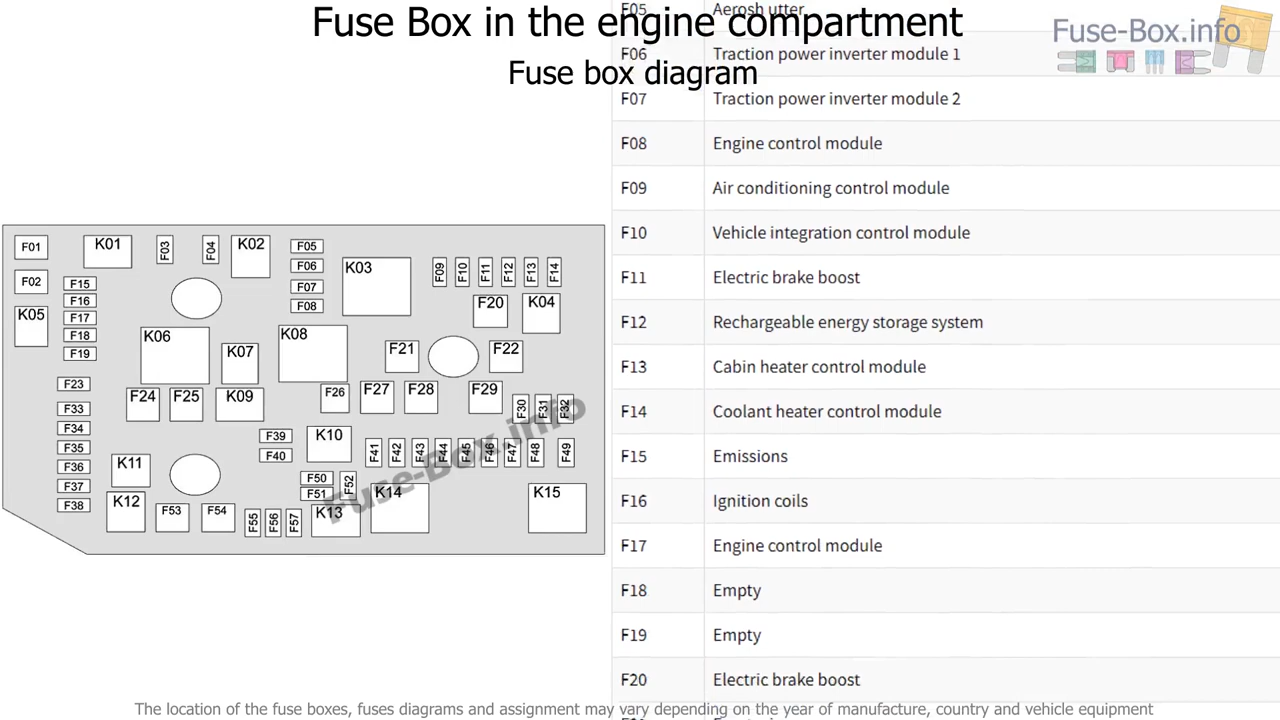 Fuse Box in the engine compartment
Fuse box diagram
Fuse-Box.info
F05 Aerosh utter
F06 Traction power inverter module 1
F07 Traction power inverter module 2
F08 Engine control module
F09 Air conditioning control module
F10 Vehicle integration control module
F11 Electric brake boost
F12 Rechargeable energy storage system
F13 Cabin heater control module
F14 Coolant heater control module
F15 Emissions
F16 Ignition coils
F17 Engine control module
F18 Empty
F19 Empty
F20 Electric brake boost
F01 K01 F03 F04 K02 F05
F06
F07
F08
K03 F09 F10 F11 F12 F13 F14
F02
F15
F16
F17
F18
F19
K05
F20 K04
K06 K07 K08 F21 F22
F23
F24 F25 K09 F26 F27 F28 F29 F30 F31 F32
F33
F34
F35
F36
F37
F38
F39
F40
K10 F41 F42 F43 F44 F45 F46 F47 F48 F49
K11 F50
F51
F52
K12 F53 F54 F55 F56 F57 K13 K14 K15
Fuse-Box.info
The location of the fuse boxes, fuses diagrams and assignment may vary depending on the year of manufacture, country and vehicle equipment